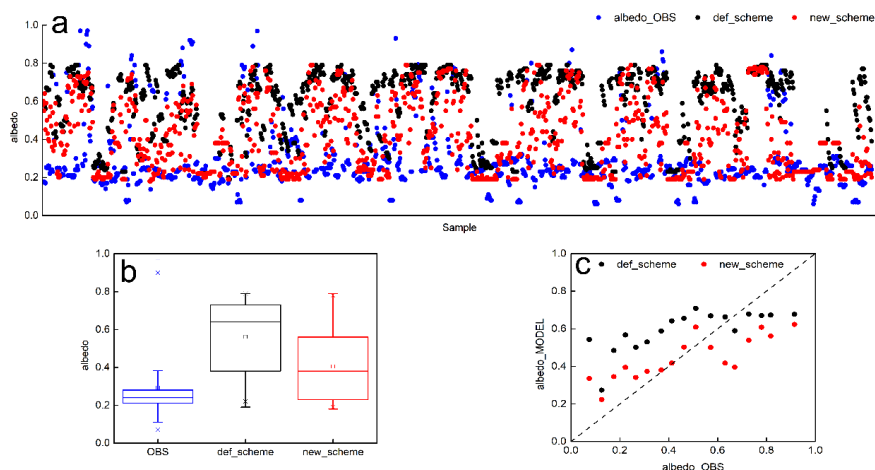 a
albedo_OBS def_scheme new_scheme
1.0
0.8
0.6
0.4
0.2
0.0
albedo
Sample
b
1.0
0.8
0.6
0.4
0.2
0.0
albedo
OBS def_scheme new_scheme
c
def_scheme new_scheme
1.0
0.8
0.6
0.4
0.2
0.0
albedo_MODEL
0.0 0.2 0.4 0.6 0.8 1.0
albedo_OBS